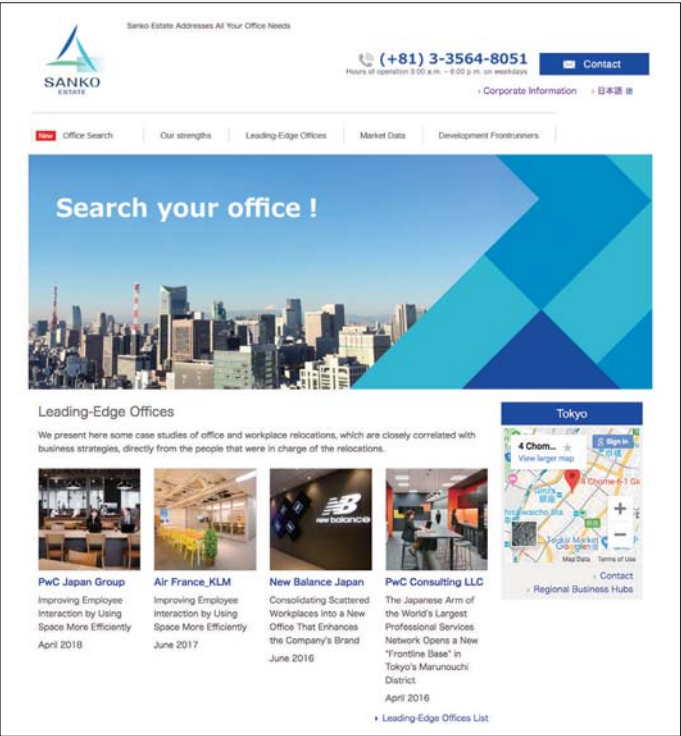 Sanko Estate Addresses All Your Office Needs
SANKO
ESTATE
(+81) 3-3564-8051
Hours of operation 9:00 a.m. – 6:00 p.m. on weekdays
Contact
Corporate Information
日本語
New
Office Search
Our strengths
Leading-Edge Offices
Market Data
Development Frontrunners
Search your office !
Leading-Edge Offices
We present here some case studies of office and workplace relocations, which are closely correlated with
business strategies, directly from the people that were in charge of the relocations.
new balance
PwC Japan Group
Improving Employee
Interaction by Using
Space More Efficiently
April 2018
Air France_KLM
Improving Employee
Interaction by Using
Space More Efficiently
June 2017
New Balance Japan
Consolidating Scattered
Workplaces into a New
Office That Enhances
the Company's Brand
June 2016
PwC Consulting LLC
The Japanese Arm of
the World's Largest
Professional Services
Network Opens a New
"Frontline Base" in
Tokyo's Marunouchi
District
April 2016
Leading-Edge Offices List
Tokyo
4 Chom...
Sign in
View larger map
4 Chome-6-1
Ginza
銀座
Google
Map Data
Terms of Use
Contact
Regional Business Hubs